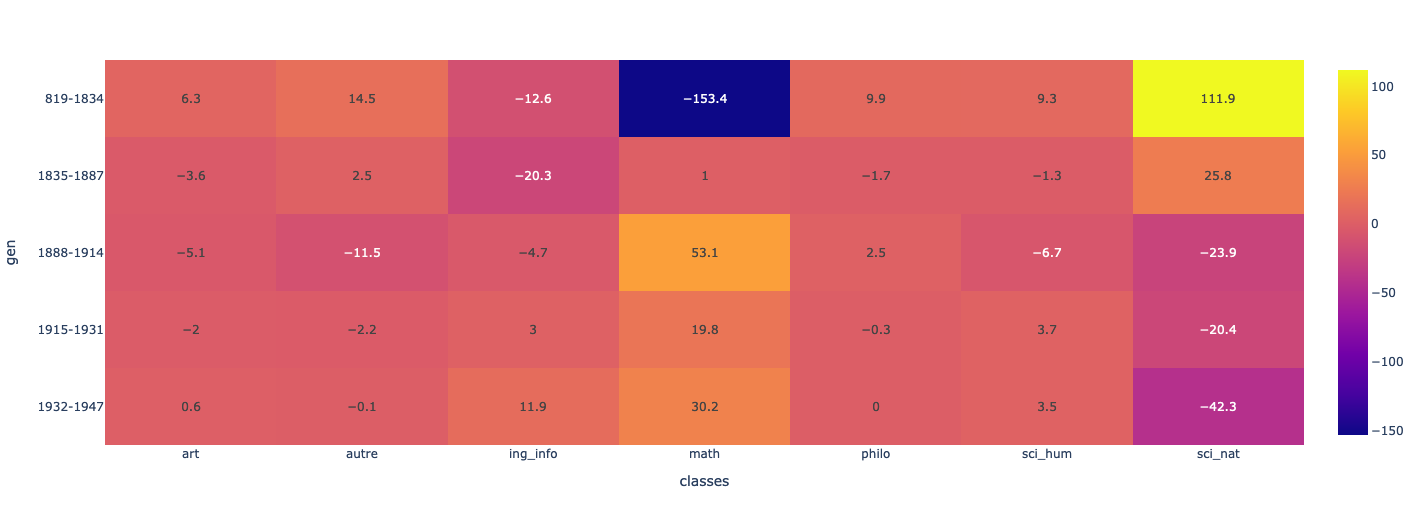 819-1834 6.3 14.5 −12.6 −153.4 9.9 9.3 111.9
1835-1887 −3.6 2.5 −20.3 1 −1.7 −1.3 25.8
1888-1914 −5.1 −11.5 −4.7 53.1 2.5 −6.7 −23.9
1915-1931 −2 −2.2 3 19.8 −0.3 3.7 −20.4
1932-1947 0.6 −0.1 11.9 30.2 0 3.5 −42.3
art autre ing_info math philo sci_hum sci_nat
classes
gen
100
50
0
−50
−100
−150